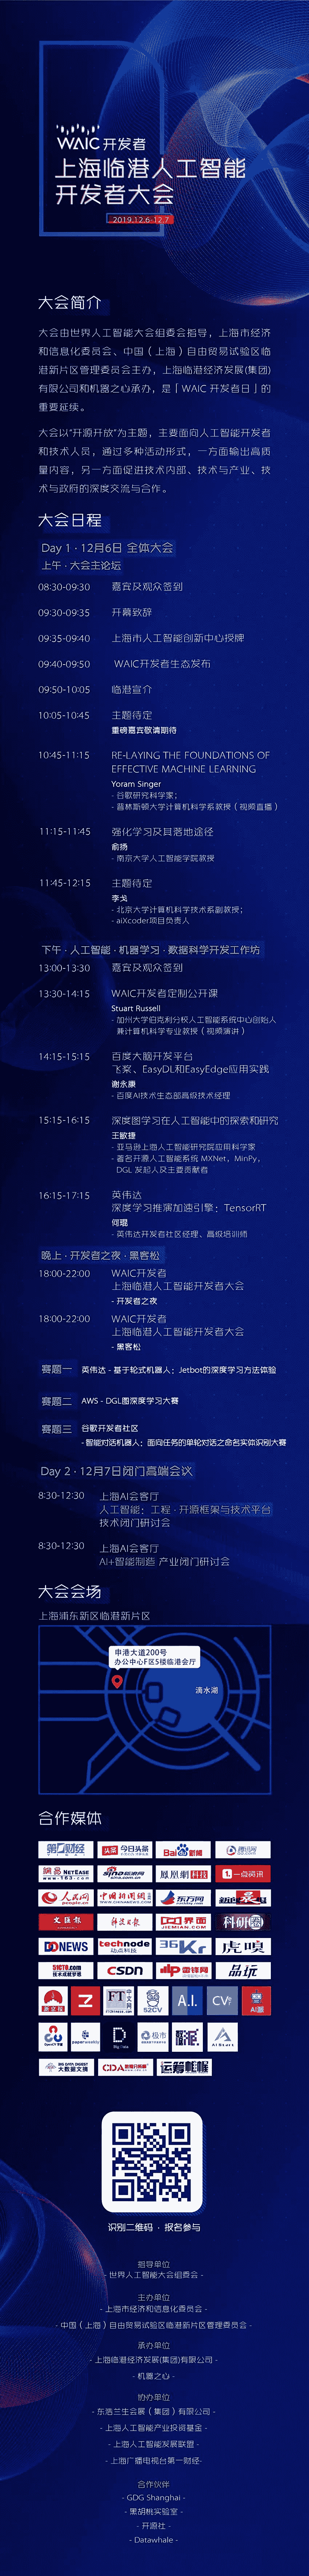 WAIC 开发者
上海临港人工智能
开发者大会
2019.12.6-12.7
大会简介
大会由世界人工智能大会组委会指导，上海市经济
和信息化委员会、中国（上海）自由贸易试验区临
港新片区管理委员会主办，上海临港经济发展(集团)
有限公司和机器之心承办，是「WAIC 开发者日」的
重要延续。
大会以“开源开放”为主题，主要面向人工智能开发者
和技术人员，通过多种活动形式，一方面输出高质
量内容，另一方面促进技术内部、技术与产业、技
术与政府的深度交流与合作。
大会日程
Day 1 · 12月6日 全体大会
上午 · 大会主论坛
08:30-09:30 嘉宾及观众签到
09:30-09:35 开幕致辞
09:35-09:40 上海市人工智能创新中心授牌
09:40-09:50 WAIC开发者生态发布
09:50-10:05 临港宣介
10:05-10:45 主题待定
重磅嘉宾敬请期待
10:45-11:15 RE-LAYING THE FOUNDATIONS OF
EFFECTIVE MACHINE LEARNING
Yoram Singer
- 谷歌研究科学家；
- 普林斯顿大学计算机科学系教授（视频直播）
11:15-11:45 强化学习及其落地途径
俞扬
- 南京大学人工智能学院教授
11:45-12:15 主题待定
李戈
- 北京大学计算机科学技术系副教授；
- aiXcoder项目负责人
下午 · 人工智能 · 机器学习 · 数据科学开发工作坊
13:00-13:30 嘉宾及观众签到
13:30-14:15 WAIC开发者定制公开课
Stuart Russell
- 加州大学伯克利分校人工智能系统中心创始人
兼计算机科学专业教授（视频演讲）
14:15-15:15 百度大脑开发平台
飞桨、EasyDL和EasyEdge应用实践
谢永康
- 百度AI技术生态部高级技术经理
15:15-16:15 深度图学习在人工智能中的探索和研究
王敏捷
- 亚马逊上海人工智能研究院应用科学家
- 著名开源人工智能系统 MXNet，MinPy，
DGL 发起人及主要贡献者
16:15-17:15 英伟达
深度学习推演加速引擎：TensorRT
何琨
- 英伟达开发者社区经理、高级培训师
晚上 · 开发者之夜 · 黑客松
18:00-22:00 WAIC开发者
上海临港人工智能开发者大会
- 开发者之夜
18:00-22:00 WAIC开发者
上海临港人工智能开发者大会
- 黑客松
赛题一 英伟达 - 基于轮式机器人：Jetbot的深度学习方法体验
赛题二 AWS - DGL图深度学习大赛
赛题三 谷歌开发者社区
- 智能对话机器人：面向任务的单轮对话之命名实体识别大赛
Day 2 · 12月7日闭门高端会议
8:30-12:30 上海AI会客厅
人工智能：工程 · 开源框架与技术平台
技术闭门研讨会
8:30-12:30 上海AI会客厅
AI+智能制造 产业闭门研讨会
大会会场
上海浦东新区临港新片区
申港大道200号
办公中心F区5楼临港会厅
滴水湖
合作媒体
第一财经 头条 今日头条 Bai 新闻 腾讯网
網易 NETEASE www.163.com sina 新浪网 凤凰網科技 一点资讯
人民网 people.cn 中国新闻网 东方网
文汇报 科技日报 界面 JIEMIAN.COM 科研圈
DONEWS technode 动点科技 36Kr 虎嗅
51CTO.com 技术成就梦想 CSDN 雷锋网 品玩
新京报 Z FT中文网 52CV A.I. CV AI报
paperweekly D 极市
BIG DATA DIGEST 大数据文摘 CDA数据分析师 运筹帷幄
识别二维码 · 报名参与
指导单位
- 世界人工智能大会组委会 -
主办单位
- 上海市经济和信息化委员会 -
- 中国（上海）自由贸易试验区临港新片区管理委员会 -
承办单位
- 上海临港经济发展(集团)有限公司 -
- 机器之心 -
协办单位
- 东浩兰生会展（集团）有限公司 -
- 上海人工智能产业投资基金 -
- 上海人工智能发展联盟 -
- 上海广播电视台第一财经-
合作伙伴
- GDG Shanghai -
- 黑胡桃实验室 -
- 开源社 -
- Datawhale -